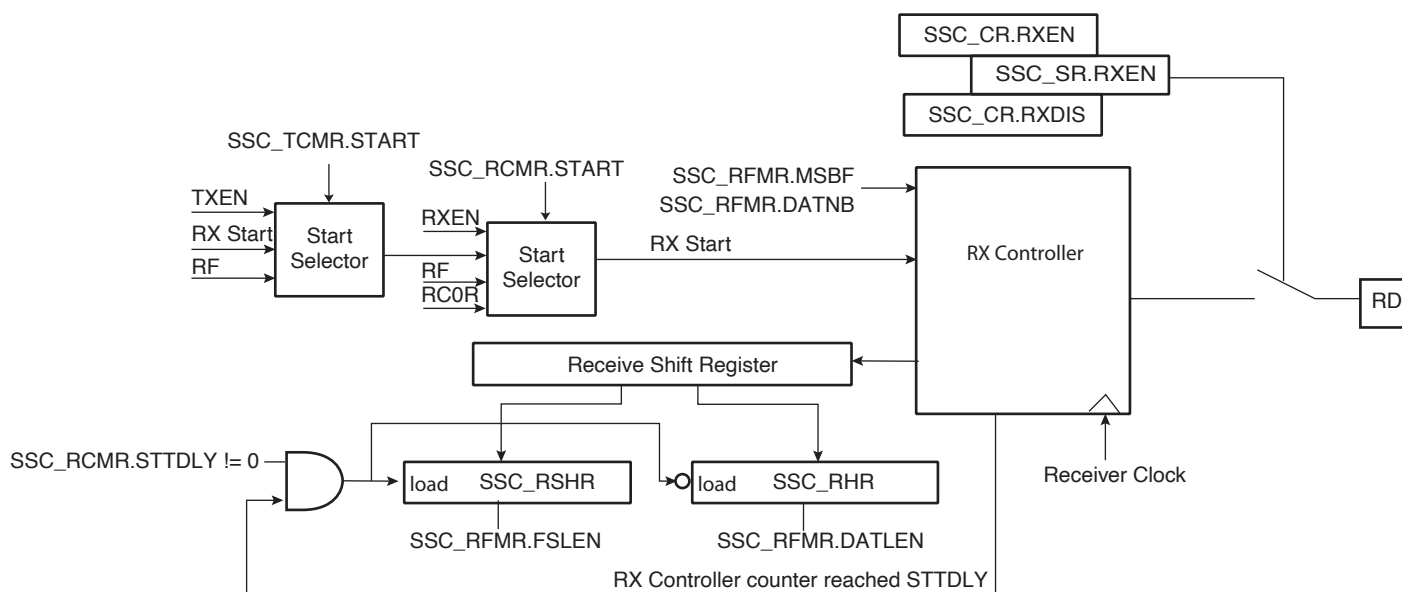 SSC_CR.RXEN
SSC_SR.RXEN
SSC_CR.RXDIS
SSC_TCMR.START
SSC_RCMR.START
SSC_RFMR.MSBF
SSC_RFMR.DATNB
TXEN
RX Start
RF
Start
Selector
RXEN
RF
RC0R
Start
Selector
RX Start
RX Controller
RD
Receive Shift Register
SSC_RCMR.STTDLY != 0
load SSC_RSHR
load SSC_RHR
Receiver Clock
SSC_RFMR.FSLEN
SSC_RFMR.DATLEN
RX Controller counter reached STTDLY